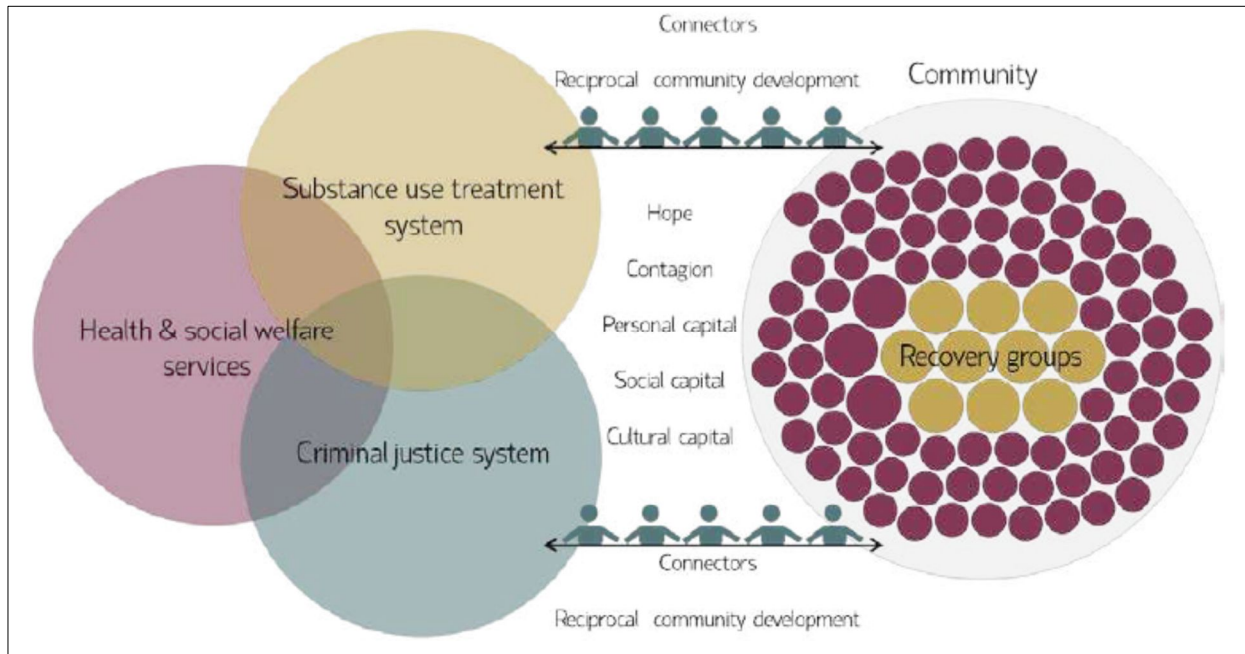 Connectors
Reciprocal community development
Community
Substance use treatment
system
Hope
Contagion
Health & social welfare
services
Personal capital
Recovery groups
Social capital
Criminal justice system
Cultural capital
Connectors
Reciprocal community development